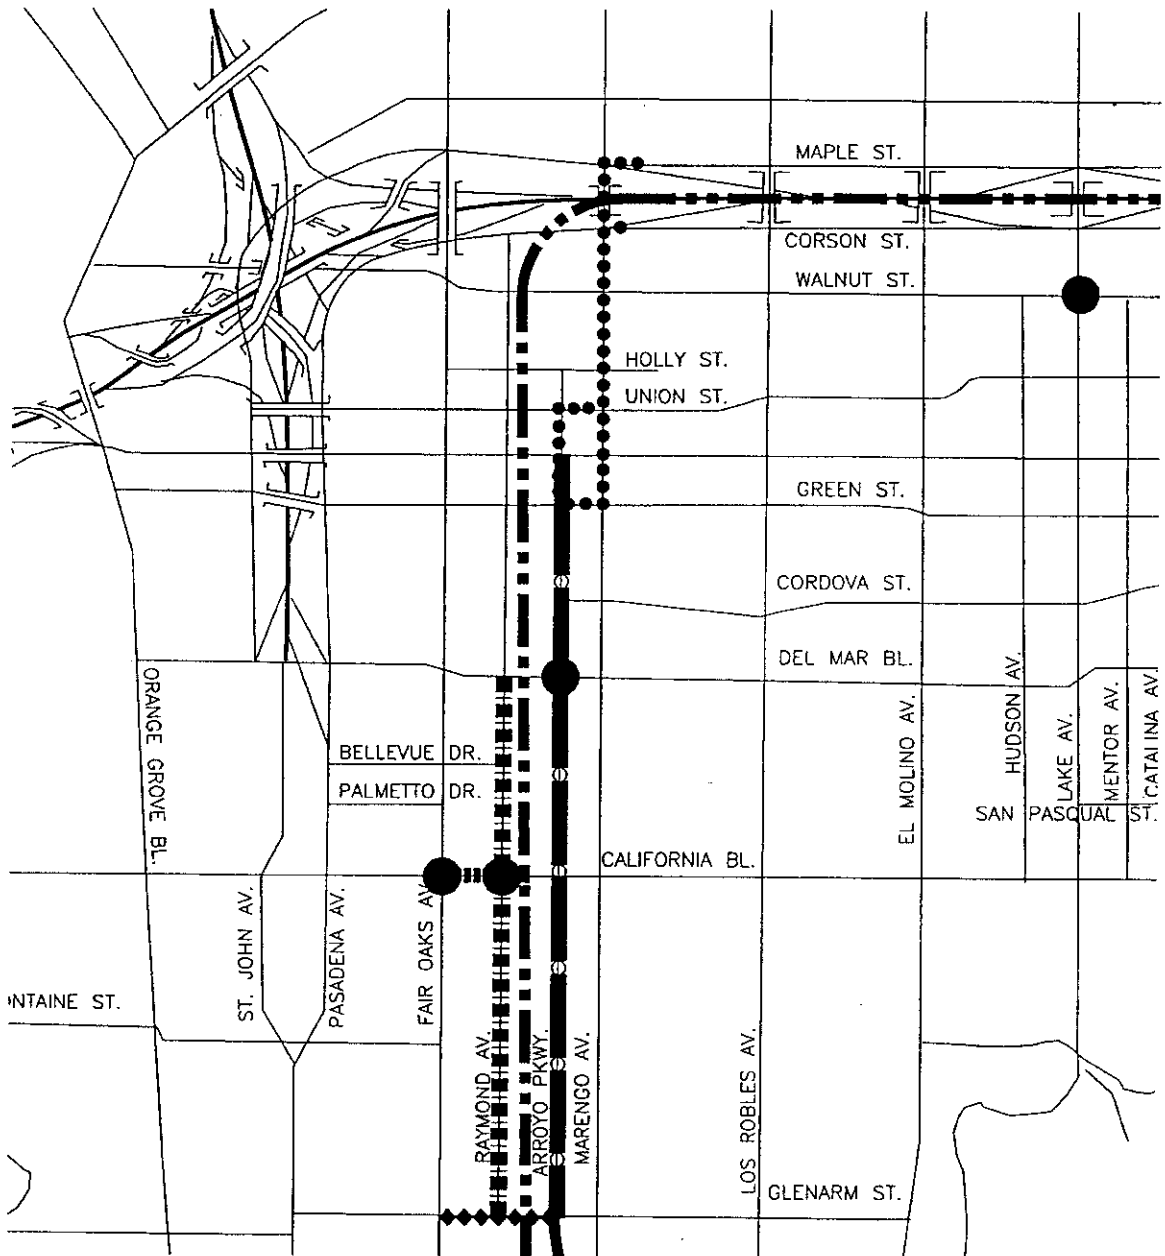 MAPLE ST.
CORSON ST.
WALNUT ST.
HOLLY ST.
UNION ST.
GREEN ST.
CORDOVA ST.
DEL MAR BL.
ORANGE GROVE BL.
BELLEVUE DR.
PALMETTO DR.
EL MOLINO AV.
HUDSON AV.
LAKE AV.
MENTOR AV.
CATALINA AV.
SAN PASQUAL ST.
CALIFORNIA BL.
ST. JOHN AV.
PASADENA AV.
FAIR OAKS AV
ONTAINE ST.
RAYMOND AV.
ARROYO PKWY.
MARENGO AV.
LOS ROBLES AV.
GLENARM ST.